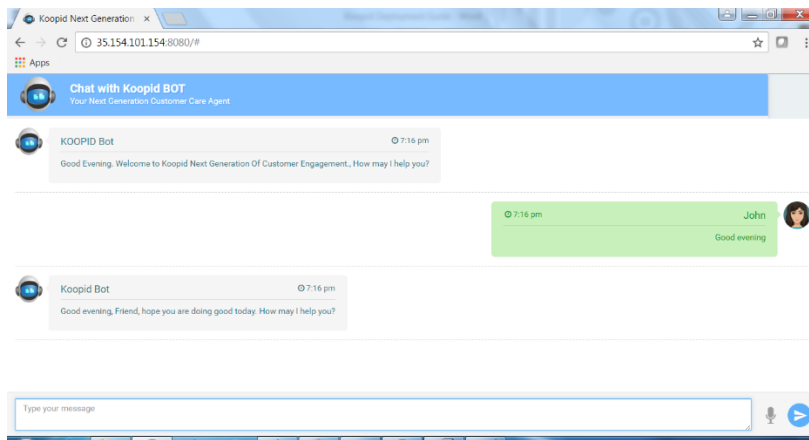 Koopid Next Generation
35.154.101.154:8080/#
Apps
Chat with Koopid BOT
Your Next Generation Customer Care Agent
KOOPID Bot 7:16 pm
Good Evening. Welcome to Koopid Next Generation Of Customer Engagement., How may I help you?
7:16 pm John
Good evening
Koopid Bot 7:16 pm
Good evening, Friend, hope you are doing good today. How may I help you?
Type your message